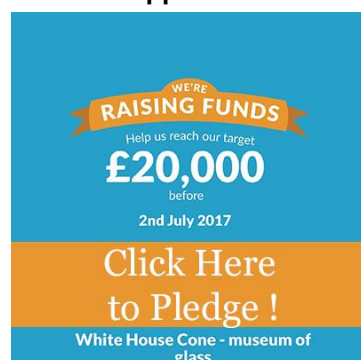 WE'RE
RAISING FUNDS
Help us reach our target
£20,000
before
2nd July 2017
Click Here
to Pledge !
White House Cone - museum of
glass